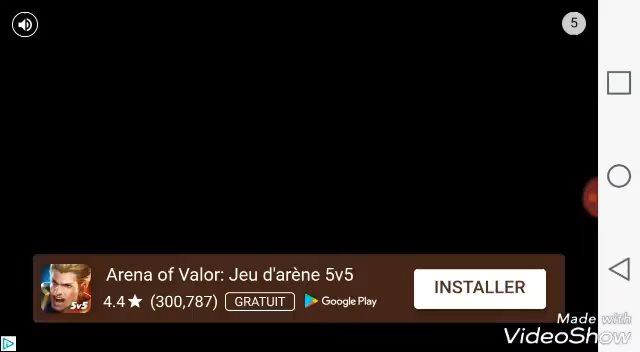 5
Arena of Valor: Jeu d'arène 5v5
4.4★ (300,787) GRATUIT Google Play
INSTALLER
5v5
Made with
VideoShow